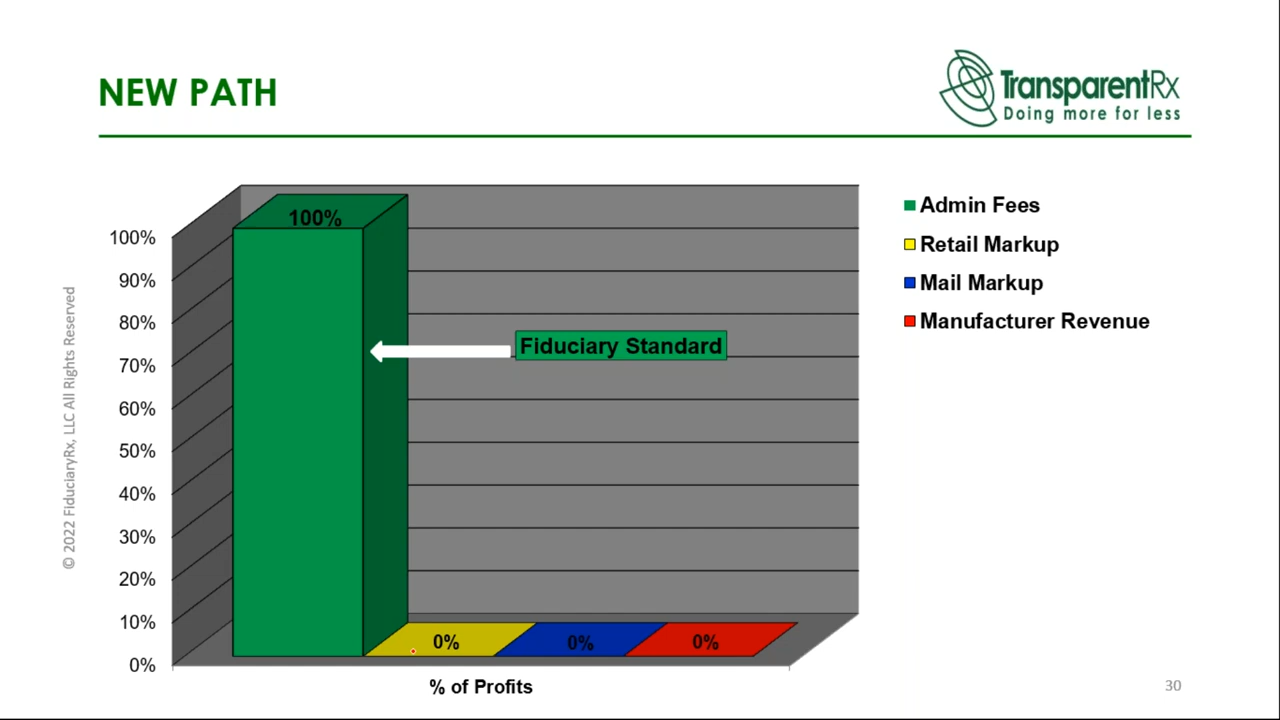 NEW PATH
TransparentRx
Doing more for less
100%
90%
80%
70%
60%
50%
40%
30%
20%
10%
0%
100%
Fiduciary Standard
0%
0%
0%
% of Profits
Admin Fees
Retail Markup
Mail Markup
Manufacturer Revenue
© 2022 FiduciaryRx, LLC All Rights Reserved
30